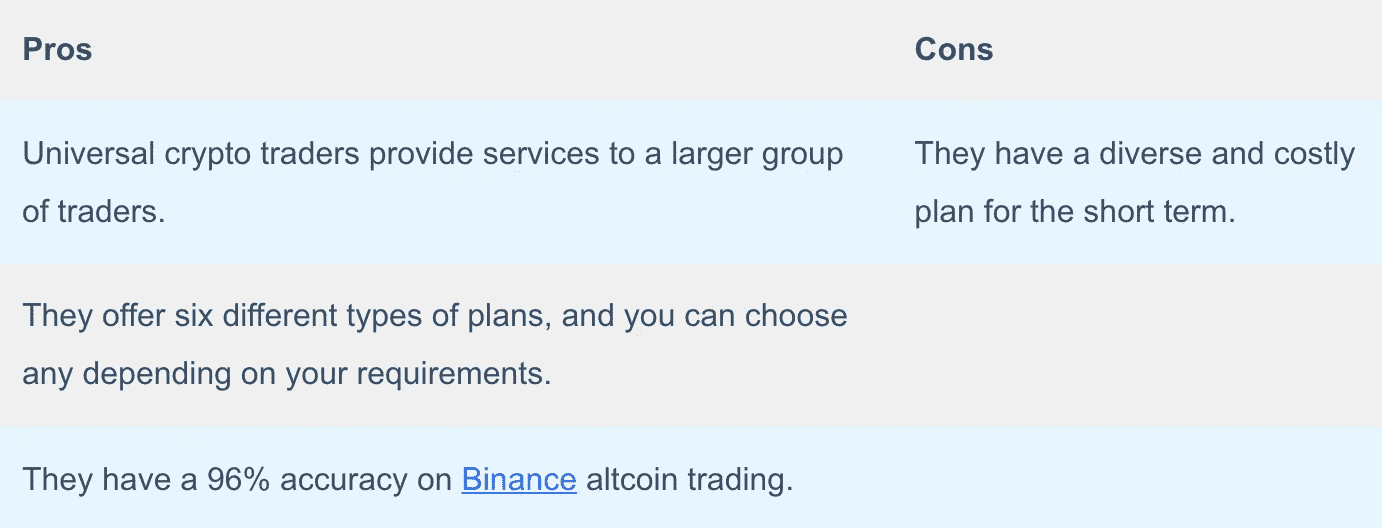 Pros
Cons
Universal crypto traders provide services to a larger group
of traders.
They have a diverse and costly
plan for the short term.
They offer six different types of plans, and you can choose
any depending on your requirements.
They have a 96% accuracy on Binance altcoin trading.